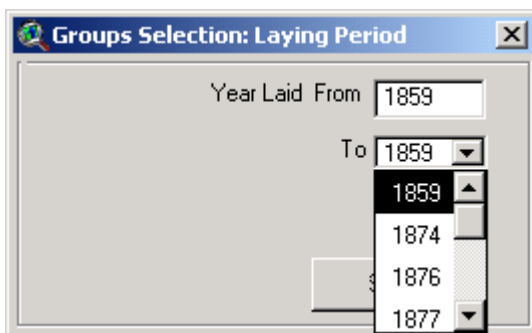 Groups Selection: Laying Period
Year Laid From 1859
To 1859
1859
1874
1876
1877